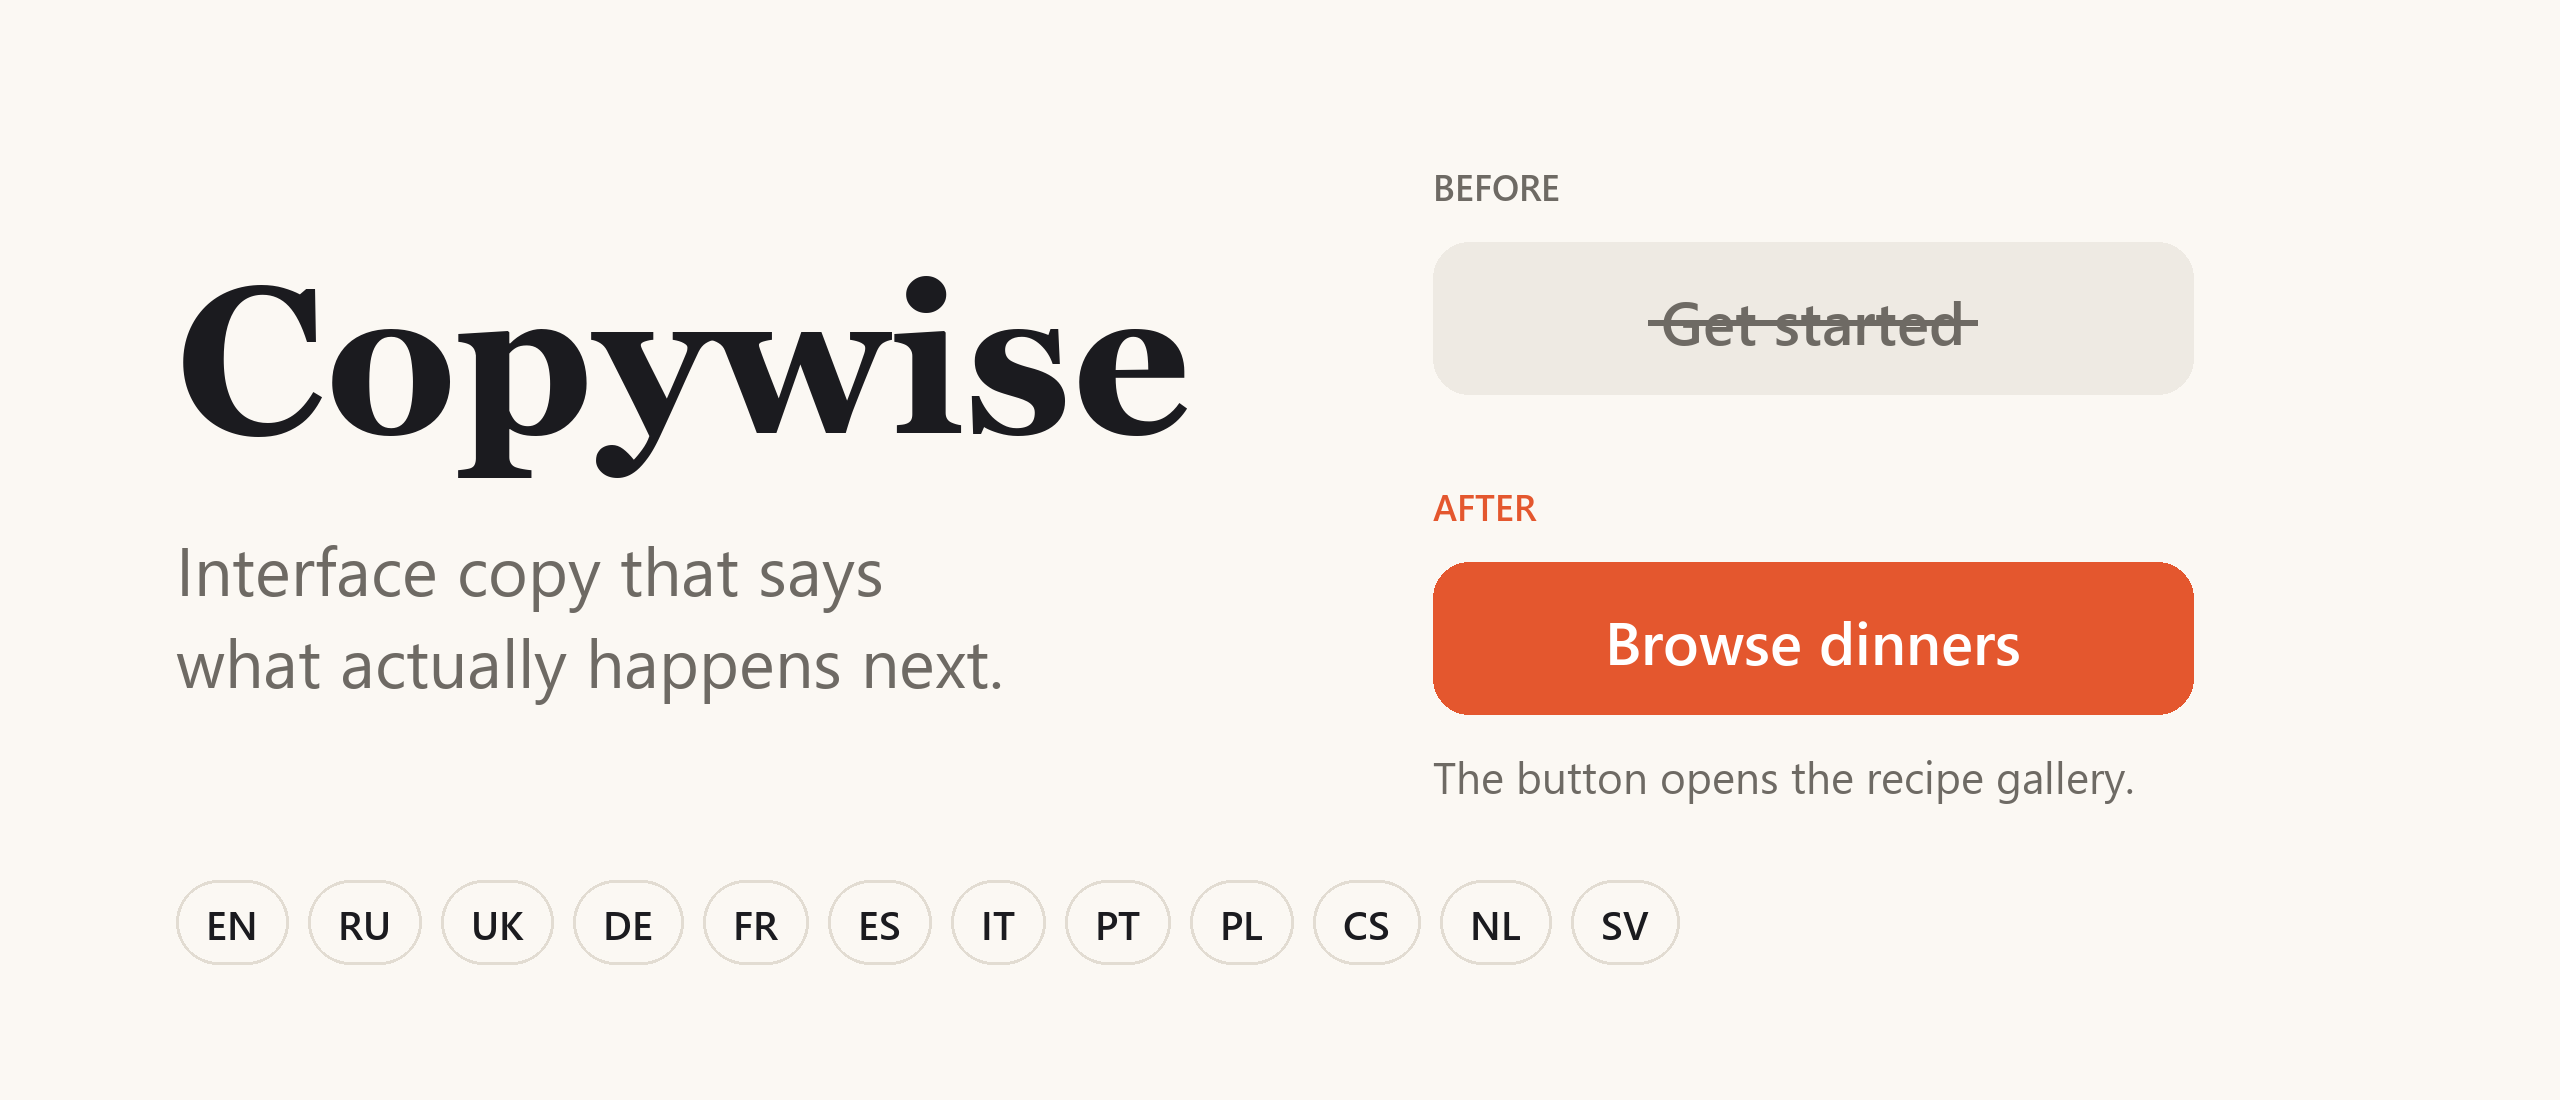 Copywise
Interface copy that says
what actually happens next.
BEFORE
Get started
AFTER
Browse dinners
The button opens the recipe gallery.
EN RU UK DE FR ES IT PT PL CS NL SV